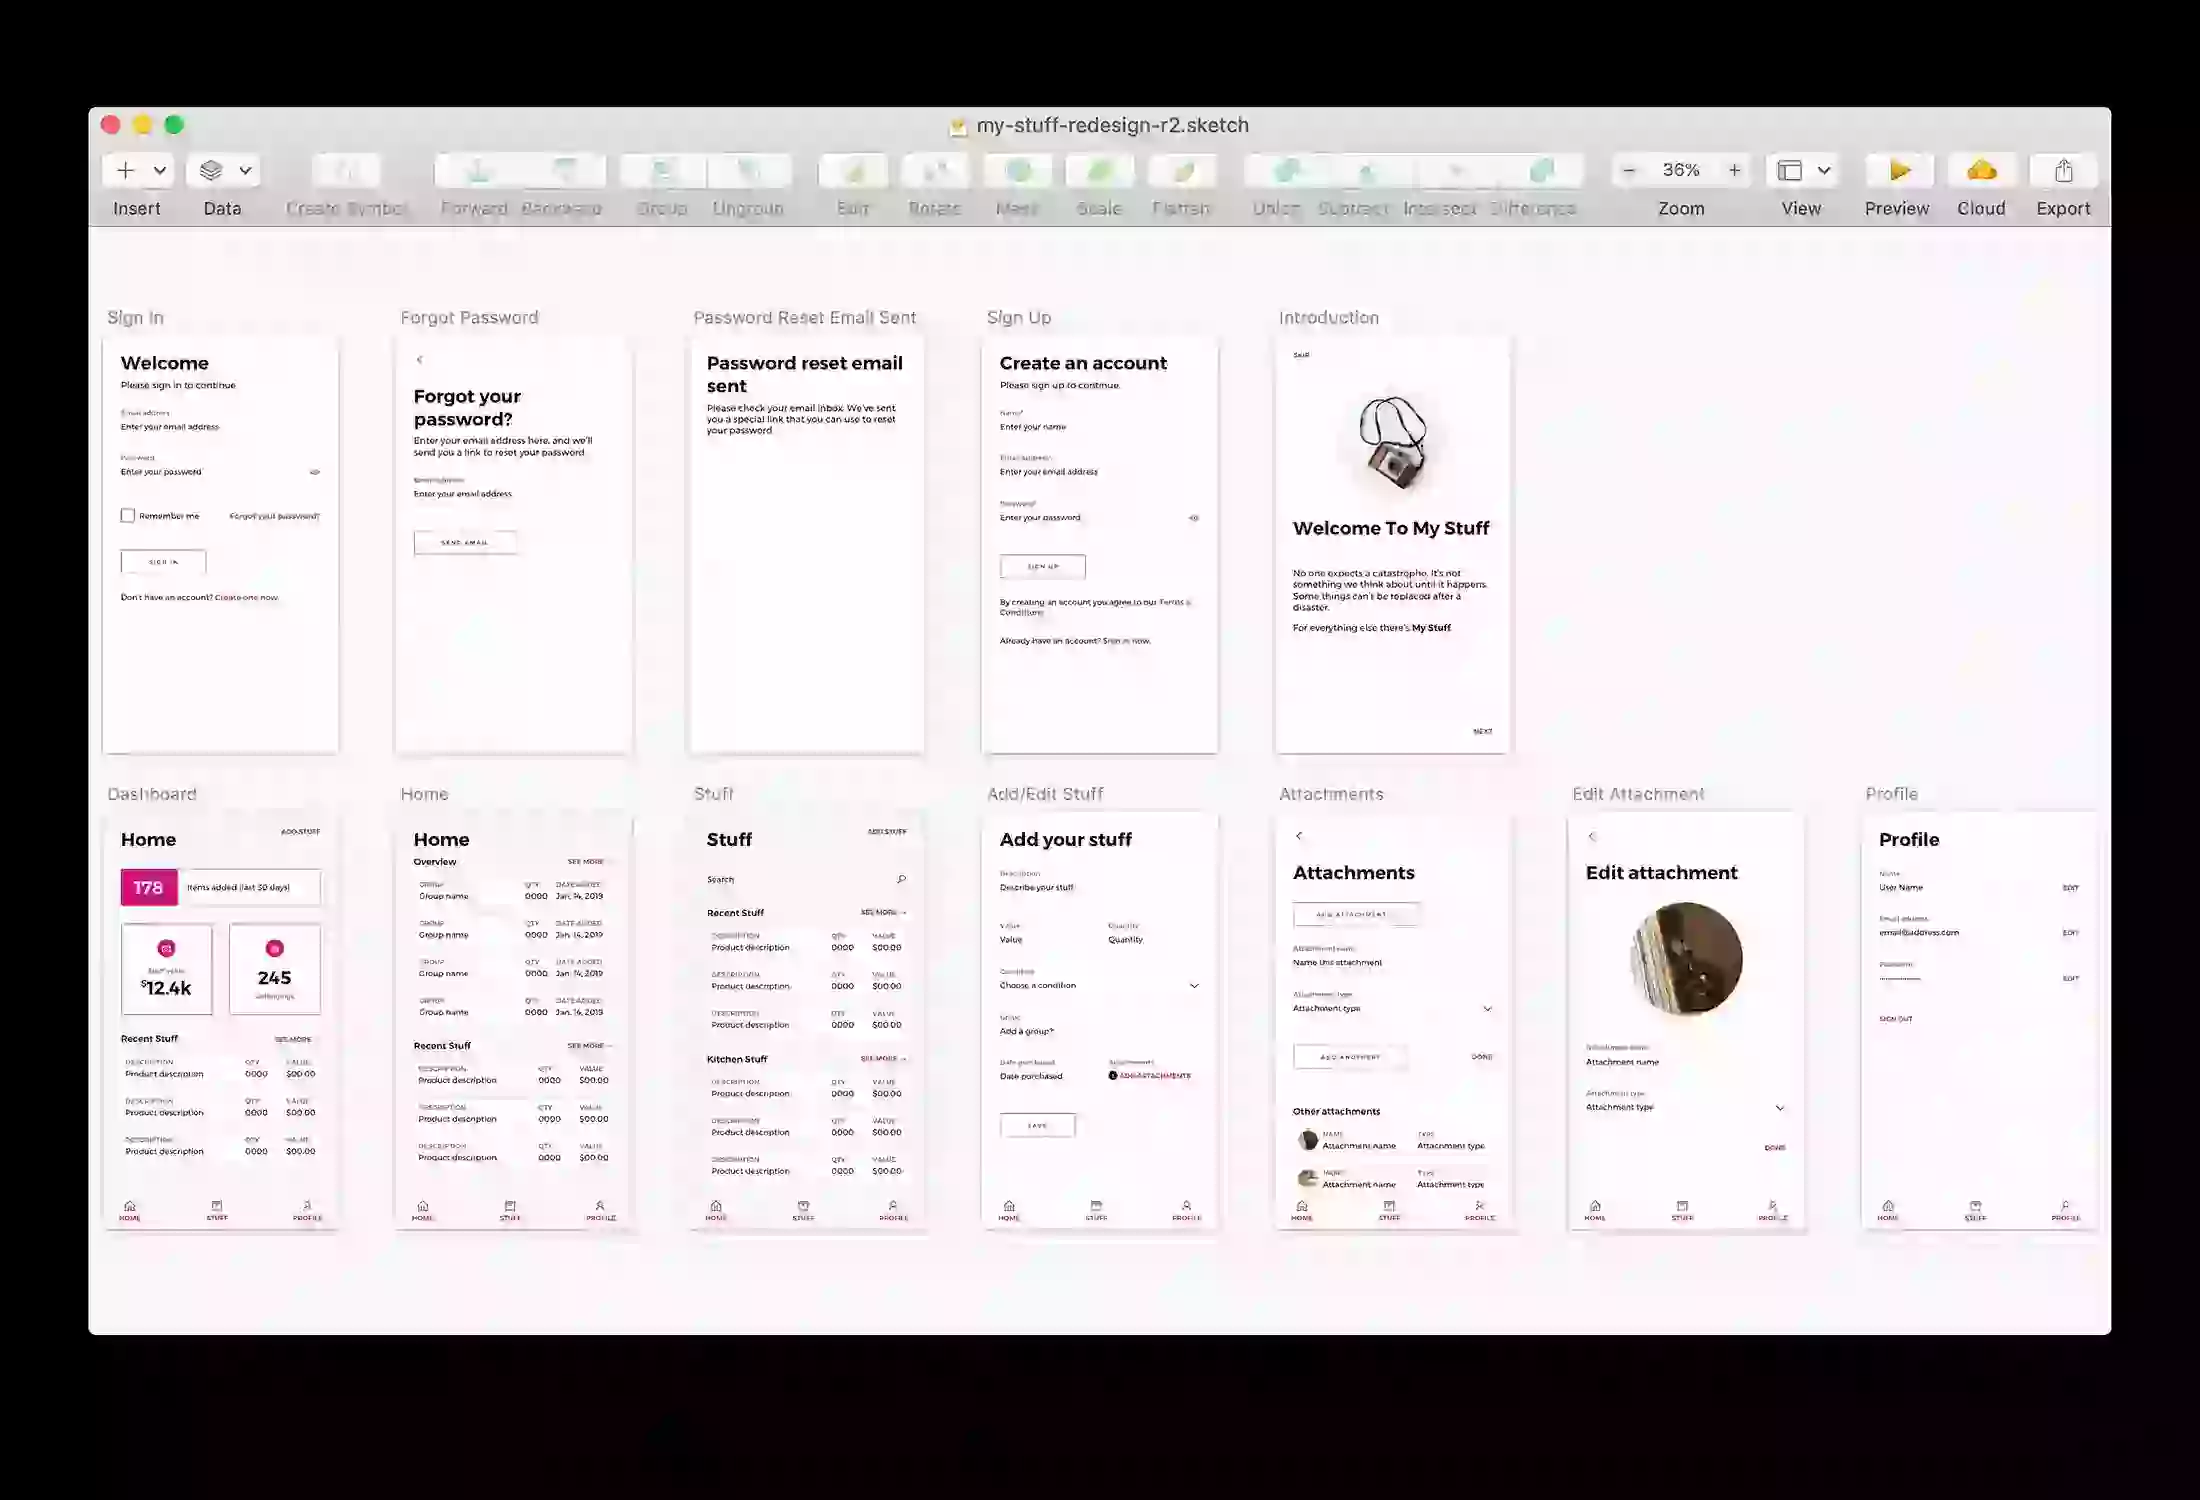 my-stuff-redesign-r2.sketch
36%
Insert
Data
Create Symbol
Forward
Backward
Group
Ungroup
Edit
Rotate
Mask
Scale
Flatten
Union
Subtract
Intersect
Difference
Zoom
View
Preview
Cloud
Export
Sign In
Welcome
Please sign in to continue
Email address
Enter your email address
Password
Enter your password
Remember me
Forgot your password?
SIGN IN
Don't have an account? Create one now.
Forgot Password
Forgot your
password?
Enter your email address here, and we'll
send you a link to reset your password
Enter your email address
SEND EMAIL
Password Reset Email Sent
Password reset email
sent
Please check your email inbox. We've sent
you a special link that you can use to reset
your password
Sign Up
Create an account
Please sign up to continue.
Name*
Enter your name
Enter your email address
Enter your password
SIGN UP
By creating an account you agree to our Terms &
Conditions
Already have an account? Sign in now.
Introduction
SKIP
Welcome To My Stuff
No one expects a catastrophe. It's not
something we think about until it happens.
Some things can't be replaced after a
disaster.
For everything else there's My Stuff.
NEXT
Dashboard
Home
ADD STUFF
178
Items added (last 30 days)
Stuff value
$12.4k
245
Recent Stuff
SEE MORE
DESCRIPTION QTY VALUE
Product description 0000 $00.00
DESCRIPTION QTY VALUE
Product description 0000 $00.00
DESCRIPTION QTY VALUE
Product description 0000 $00.00
HOME STUFF PROFILE
Home
Home
Overview
SEE MORE
GROUP QTY DATE ADDED
Group name 0000 Jan. 14, 2019
GROUP QTY DATE ADDED
Group name 0000 Jan. 14, 2019
GROUP QTY DATE ADDED
Group name 0000 Jan. 14, 2019
GROUP QTY DATE ADDED
Group name 0000 Jan. 14, 2019
Recent Stuff
SEE MORE
DESCRIPTION QTY VALUE
Product description 0000 $00.00
DESCRIPTION QTY VALUE
Product description 0000 $00.00
DESCRIPTION QTY VALUE
Product description 0000 $00.00
HOME STUFF PROFILE
Stuff
Stuff
ADD STUFF
Search
Recent Stuff
SEE MORE →
DESCRIPTION QTY VALUE
Product description 0000 $00.00
DESCRIPTION QTY VALUE
Product description 0000 $00.00
DESCRIPTION QTY VALUE
Product description 0000 $00.00
Kitchen Stuff
SEE MORE →
DESCRIPTION QTY VALUE
Product description 0000 $00.00
DESCRIPTION QTY VALUE
Product description 0000 $00.00
DESCRIPTION QTY VALUE
Product description 0000 $00.00
HOME STUFF PROFILE
Add/Edit Stuff
Add your stuff
Description
Describe your stuff
Value Quantity
Value Quantity
Condition
Choose a condition
Add a group?
Date purchased Attachments
Date purchased ADD ATTACHMENTS
SAVE
HOME STUFF PROFILE
Attachments
Attachments
ADD ATTACHMENT
Attachment name
Name this attachment
Attachment type
Attachment type
ADD ANOTHER?
DONE
Other attachments
NAME TYPE
Attachment name Attachment type
NAME TYPE
Attachment name Attachment type
HOME STUFF PROFILE
Edit Attachment
Edit attachment
Attachment name
Attachment name
Attachment type
Attachment type
DONE
HOME STUFF PROFILE
Profile
Profile
Name
User Name
EDIT
Email address
email@address.com
EDIT
Password
EDIT
SIGN OUT
HOME STUFF PROFILE